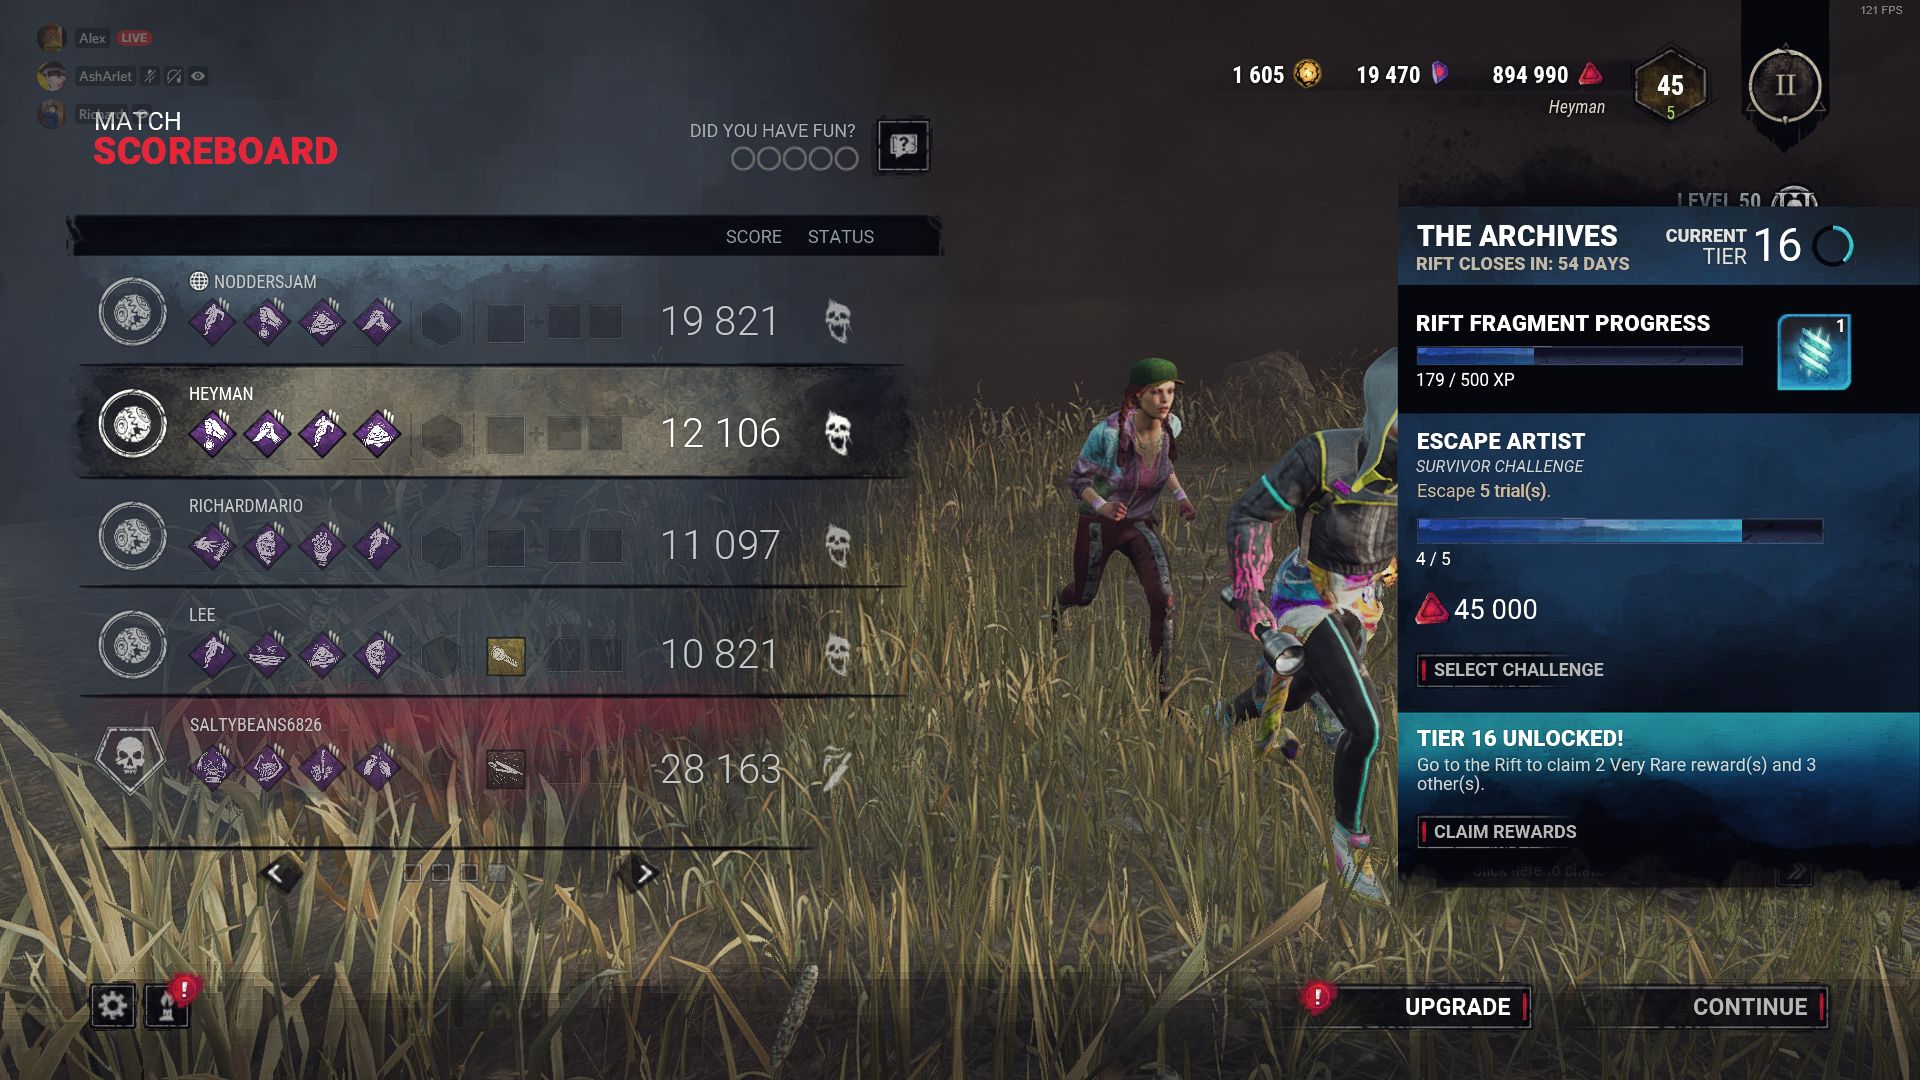 121 FPS
Alex LIVE
AshArlet
1 605
19 470
894 990
Heyman
45
5
II
MATCH
SCOREBOARD
DID YOU HAVE FUN?
LEVEL 50
SCORE STATUS
NODDERSJAM
19 821
HEYMAN
12 106
RICHARDMARIO
11 097
LEE
10 821
SALTYBEANS6826
28 163
THE ARCHIVES
RIFT CLOSES IN: 54 DAYS
CURRENT
TIER 16
RIFT FRAGMENT PROGRESS
1
179 / 500 XP
ESCAPE ARTIST
SURVIVOR CHALLENGE
Escape 5 trial(s).
4 / 5
45 000
SELECT CHALLENGE
TIER 16 UNLOCKED!
Go to the Rift to claim 2 Very Rare reward(s) and 3
other(s).
CLAIM REWARDS
Click here to
UPGRADE
CONTINUE